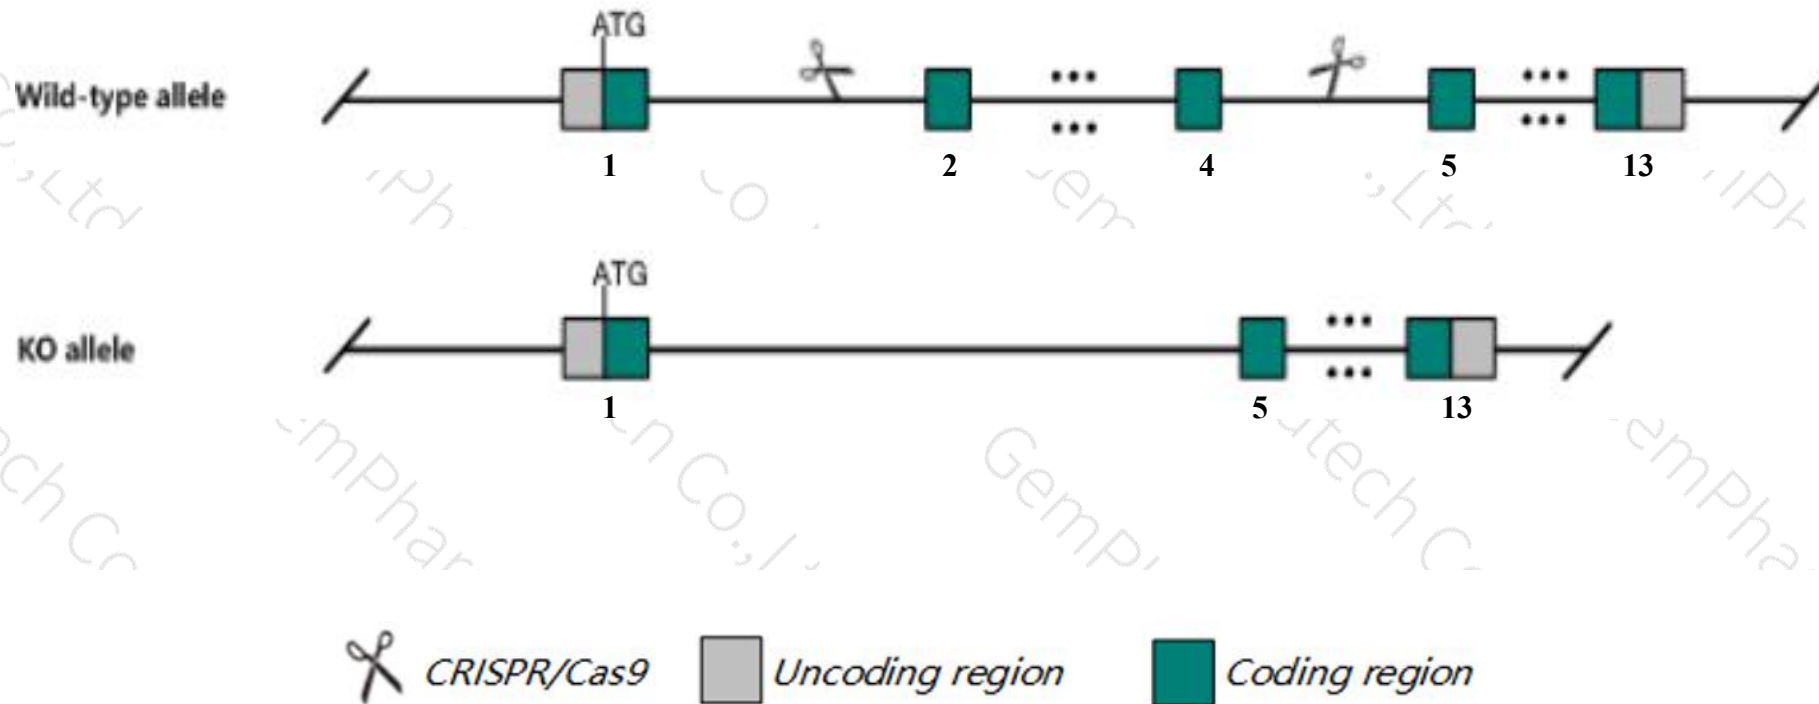 ATG
Wild-type allele
1 2 4 5 13
ATG
KO allele
1 5 13
CRISPR/Cas9 Uncoding region Coding region